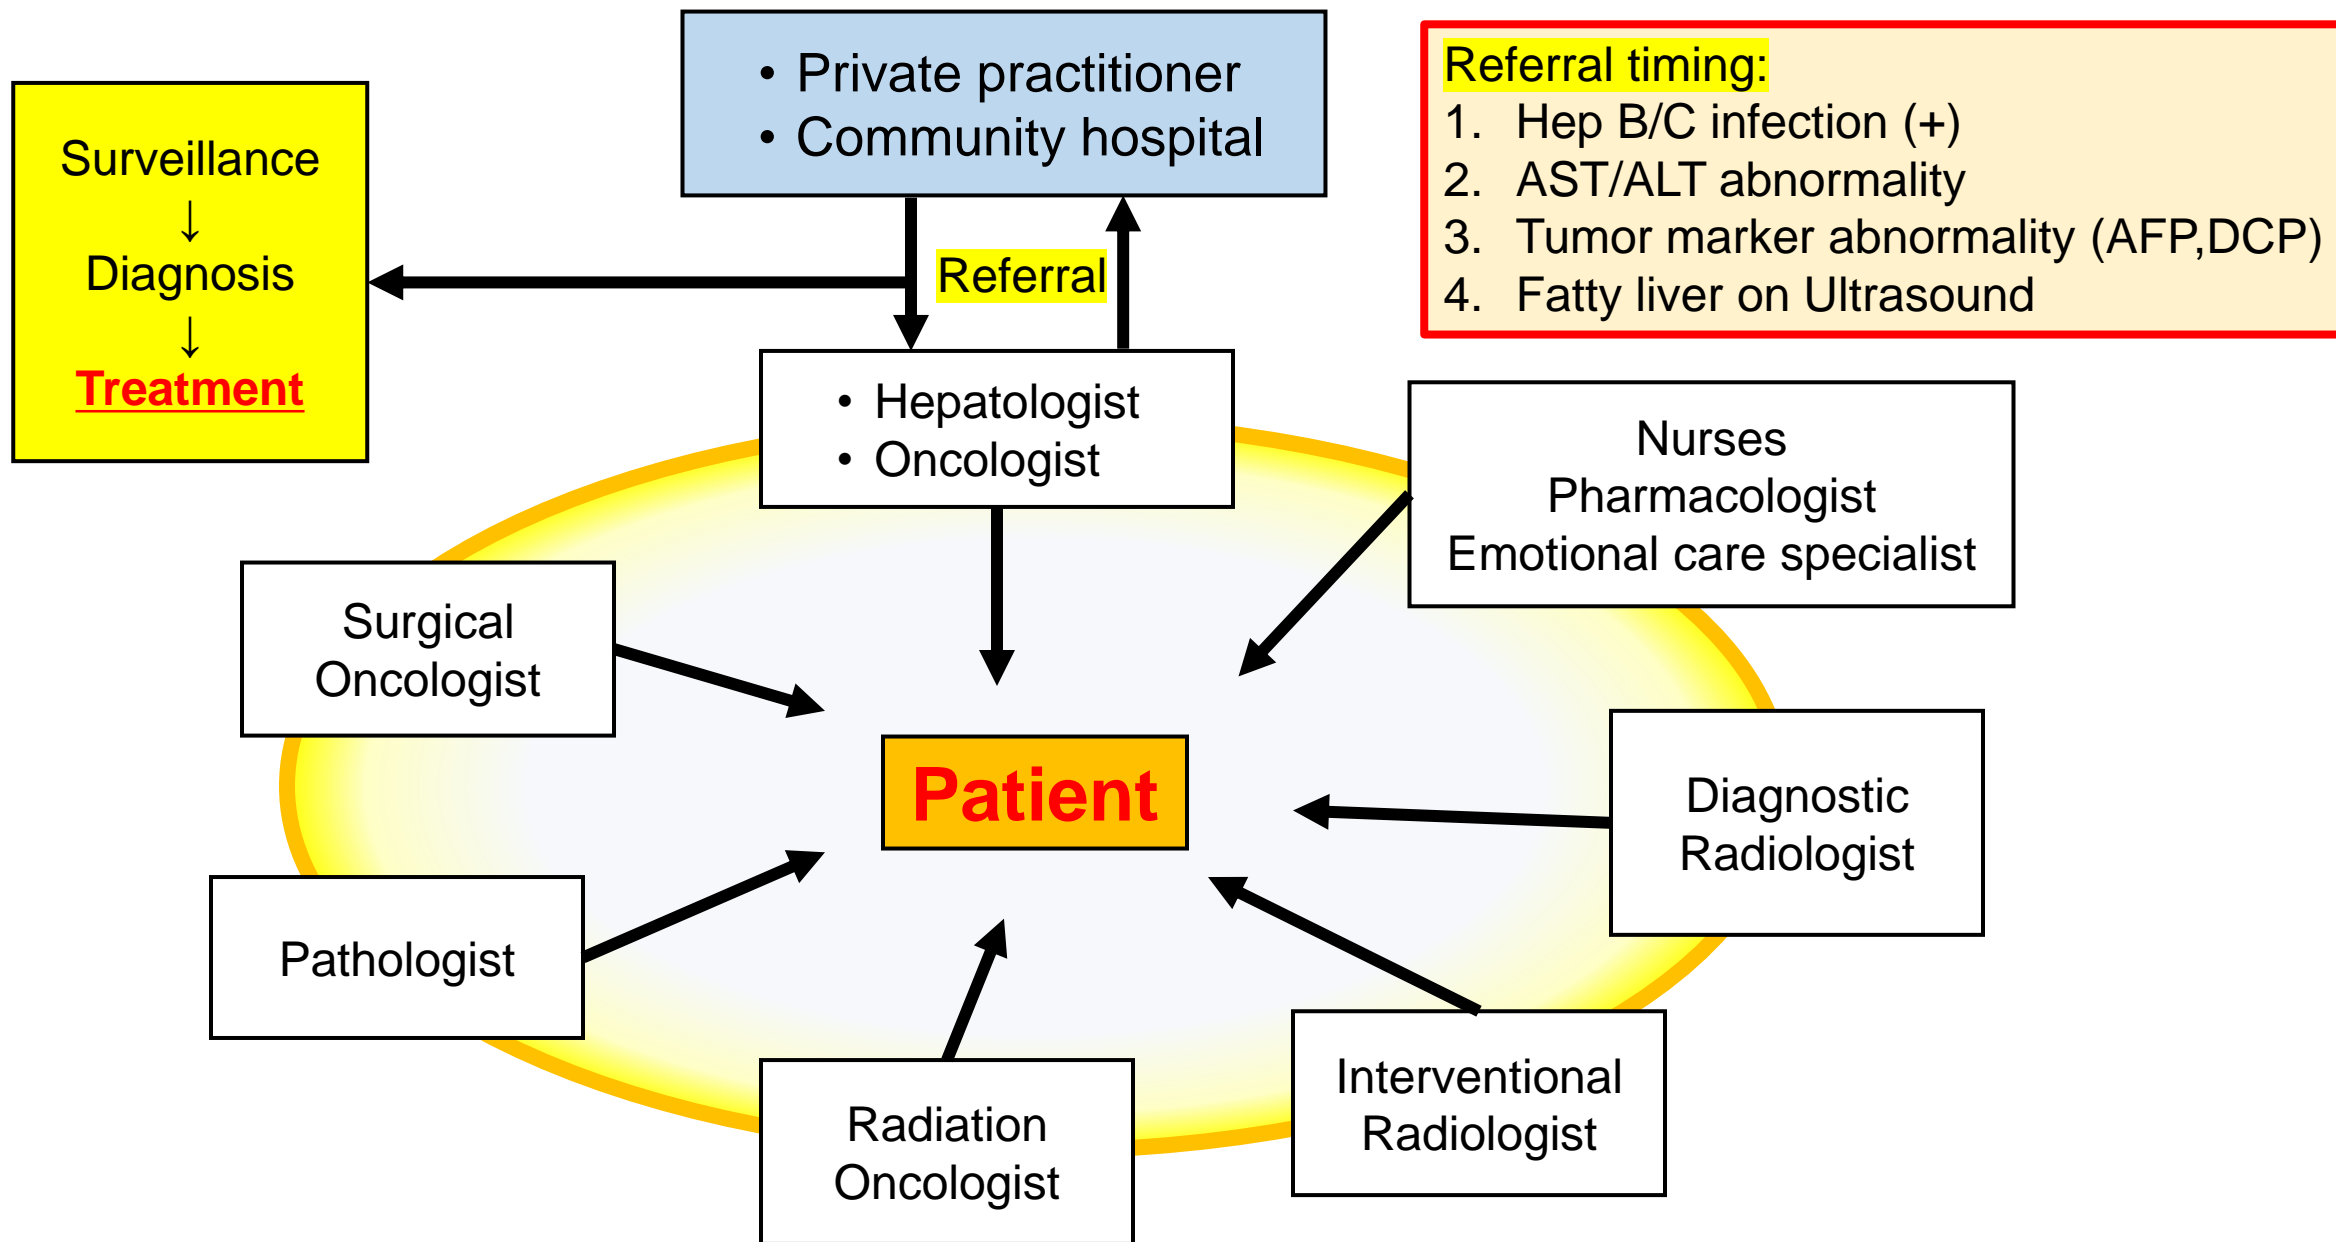 • Private practitioner
• Community hospital
Referral timing:
1. Hep B/C infection (+)
2. AST/ALT abnormality
3. Tumor marker abnormality (AFP,DCP)
4. Fatty liver on Ultrasound
Surveillance
↓
Diagnosis
↓
Treatment
Referral
• Hepatologist
• Oncologist
Nurses
Pharmacologist
Emotional care specialist
Surgical
Oncologist
Patient
Diagnostic
Radiologist
Pathologist
Radiation
Oncologist
Interventional
Radiologist